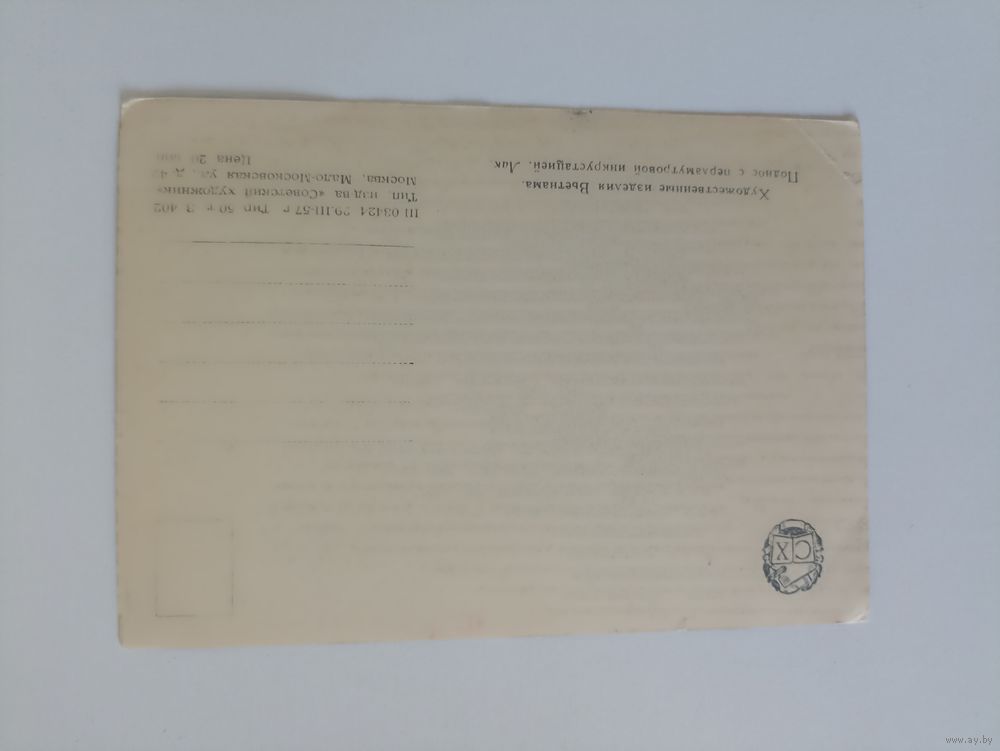 Художественные изделия Вьетнама.
Поднос с перламутровой инкрустацией. Лак
Ш 03424 29.III-57 г. Тир 50 т. З. 402
Тип. изд-ва «Советский художник»
Москва, Мало-Московская ул., д.
Цена 20 коп
СХ
www.ay.by